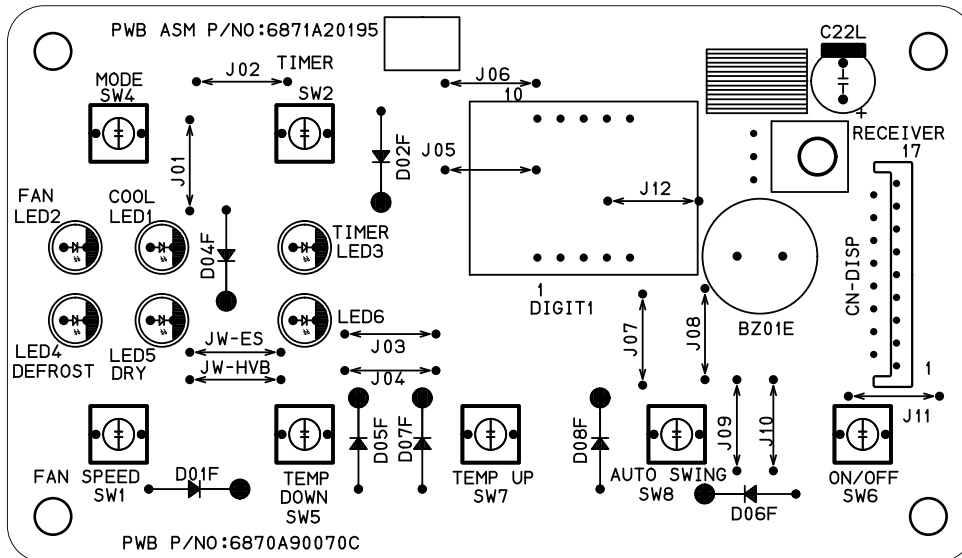 PWB ASM P/NO:6871A20195
C22L
+
MODE
SW4
J02
TIMER
SW2
J06
10
RECEIVER
17
J01
D02F
J05
J12
FAN
LED2
COOL
LED1
D04F
TIMER
LED3
CN-DISP
1
DIGIT1
BZ01E
LED4
DEFROST
LED5
DRY
LED6
JW-ES
JW-HVB
J03
J04
J07
J08
1
J11
D05F
D07F
D08F
J09
J10
FAN SPEED
SW1
D01F
TEMP
DOWN
SW5
TEMP UP
SW7
AUTO SWING
SW8
D06F
ON/OFF
SW6
PWB P/NO:6870A90070C